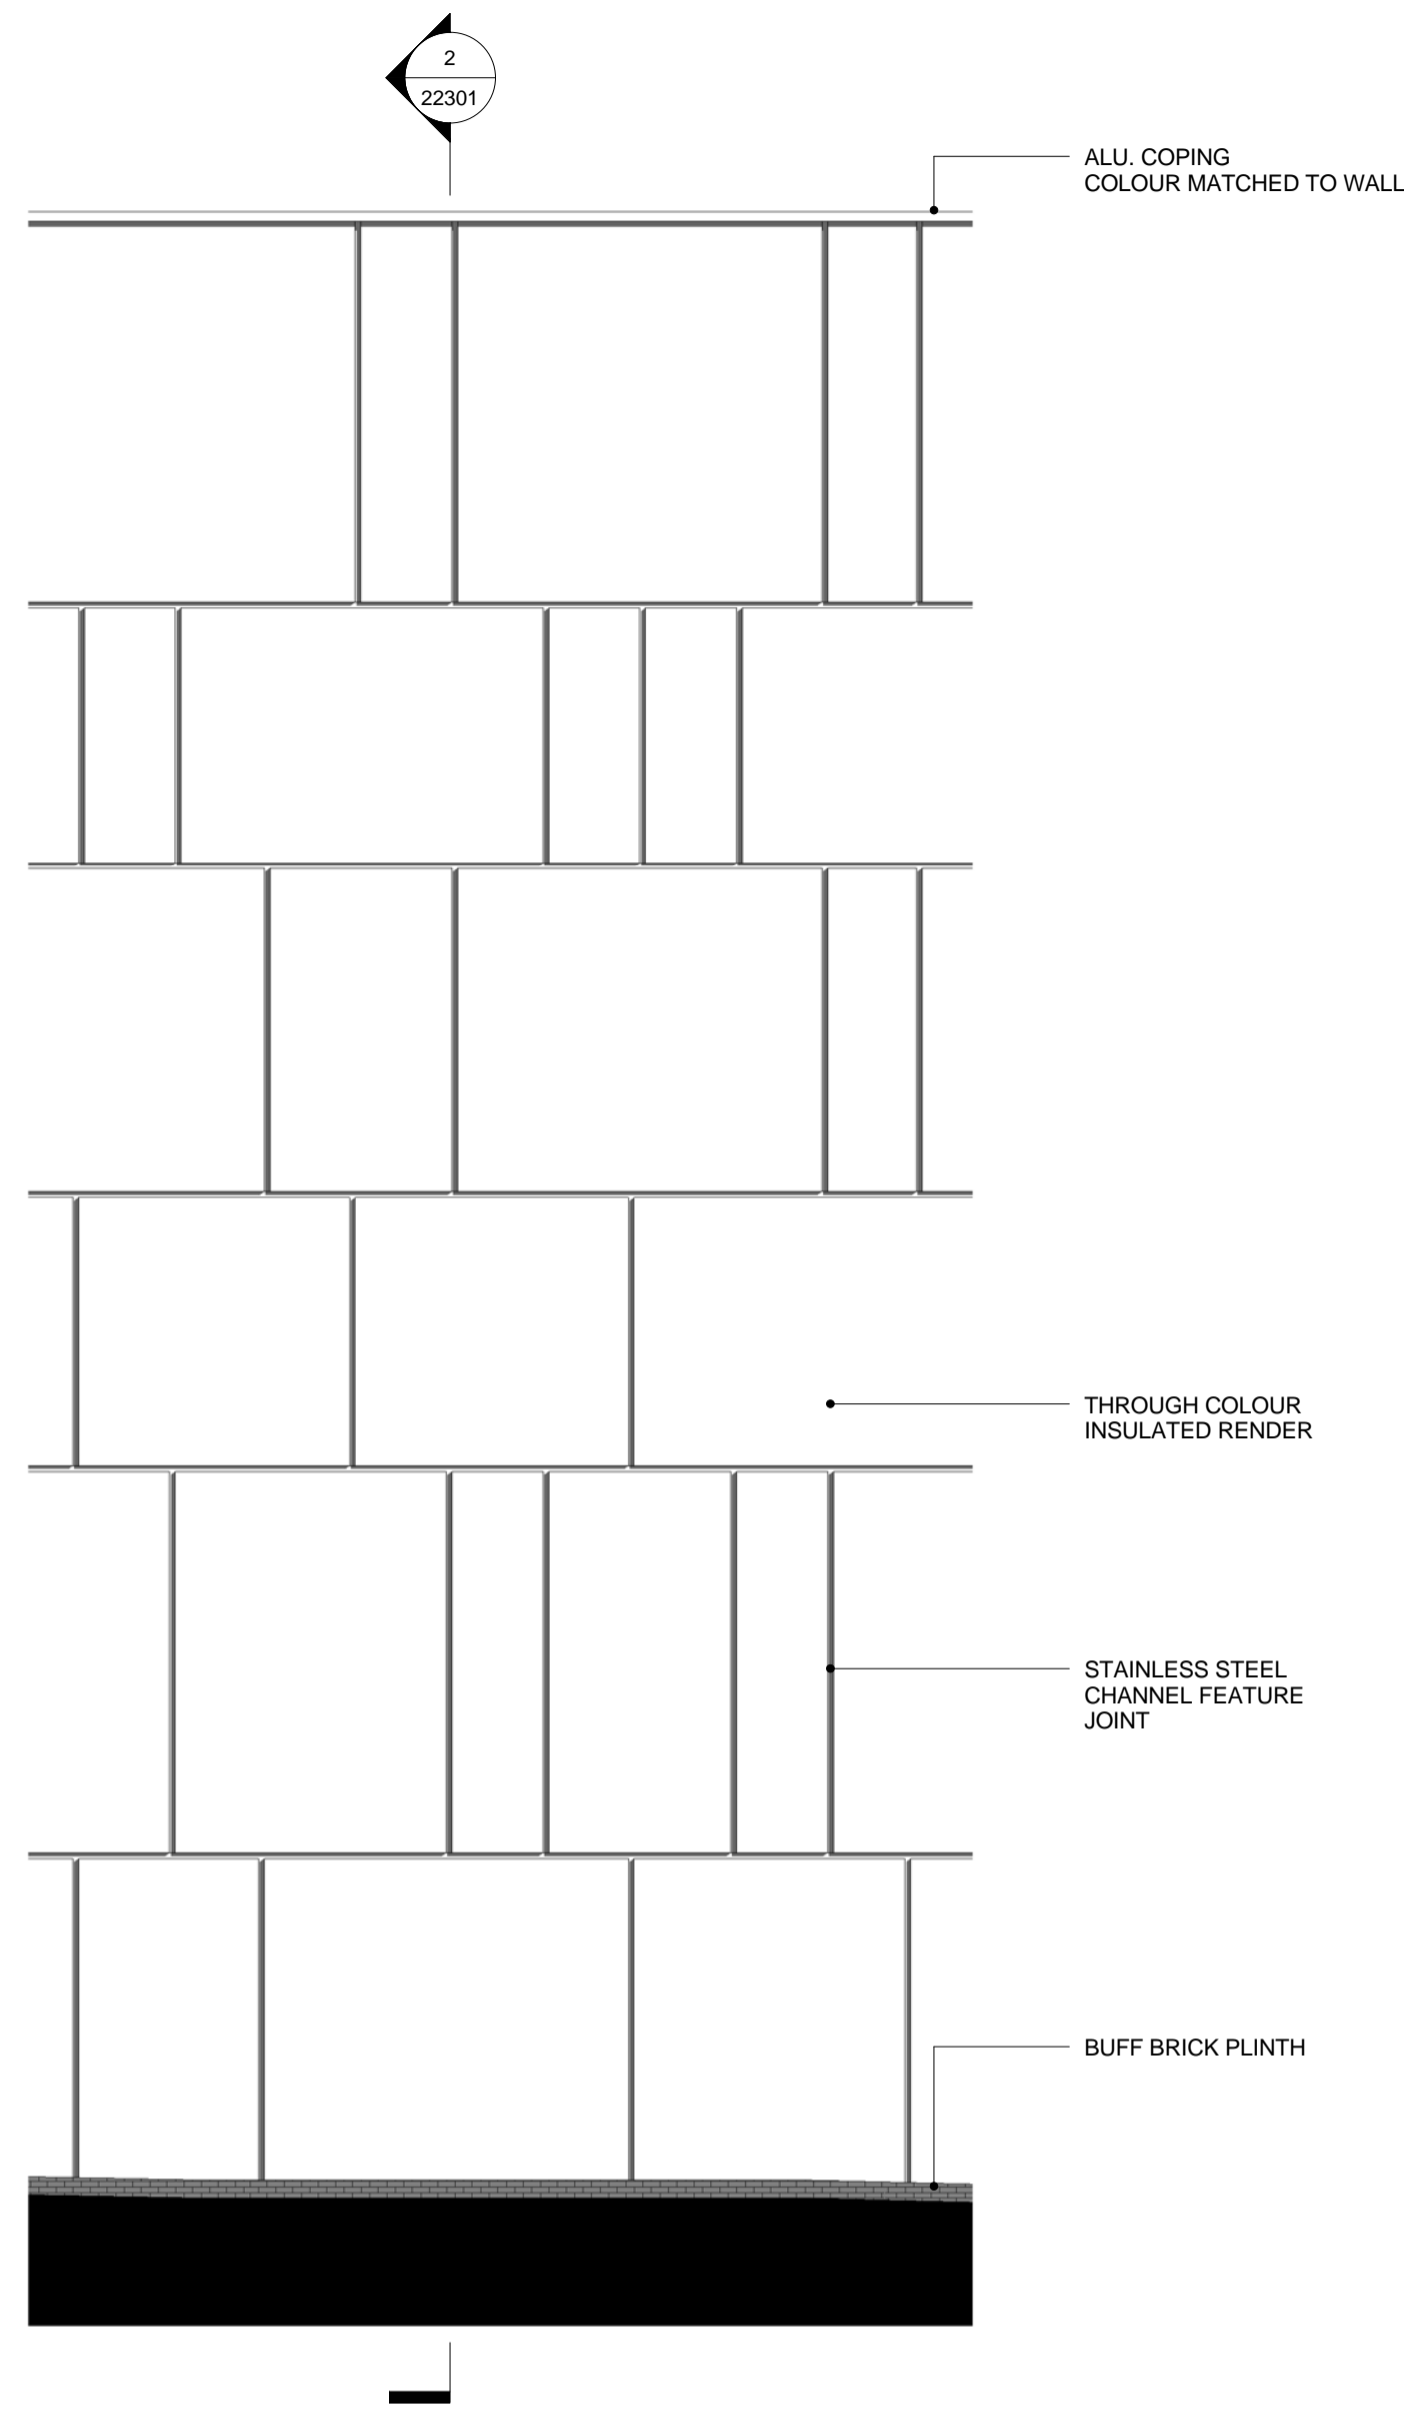 2
22301
ALU. COPING
COLOUR MATCHED TO WALL
THROUGH COLOUR
INSULATED RENDER
STAINLESS STEEL
CHANNEL FEATURE
JOINT
BUFF BRICK PLINTH